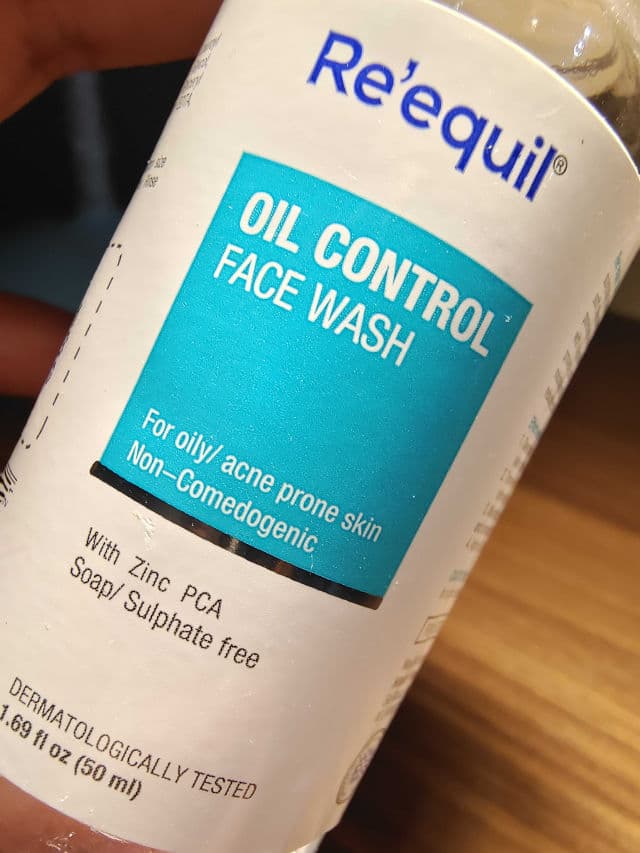 Re'equil®
OIL CONTROL
FACE WASH
For oily/ acne prone skin
Non-Comedogenic
With Zinc PCA
Soap/ Sulphate free
DERMATOLOGICALLY TESTED
1.69 fl oz (50 ml)